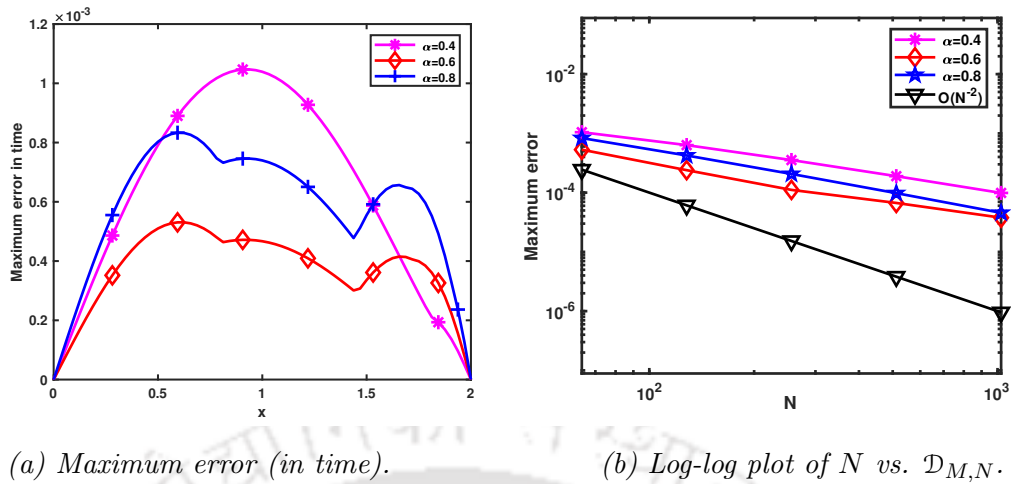 ×10⁻³
1.2
1
0.8
0.6
0.4
0.2
0
0
0.5
1
1.5
2
Maximum error in time
x
α=0.4
α=0.6
α=0.8
(a) Maximum error (in time).
10⁻²
10⁻⁴
10⁻⁶
10²
10³
Maximum error
N
α=0.4
α=0.6
α=0.8
O(N⁻²)
(b) Log-log plot of N vs. 𝔇_{M,N}.